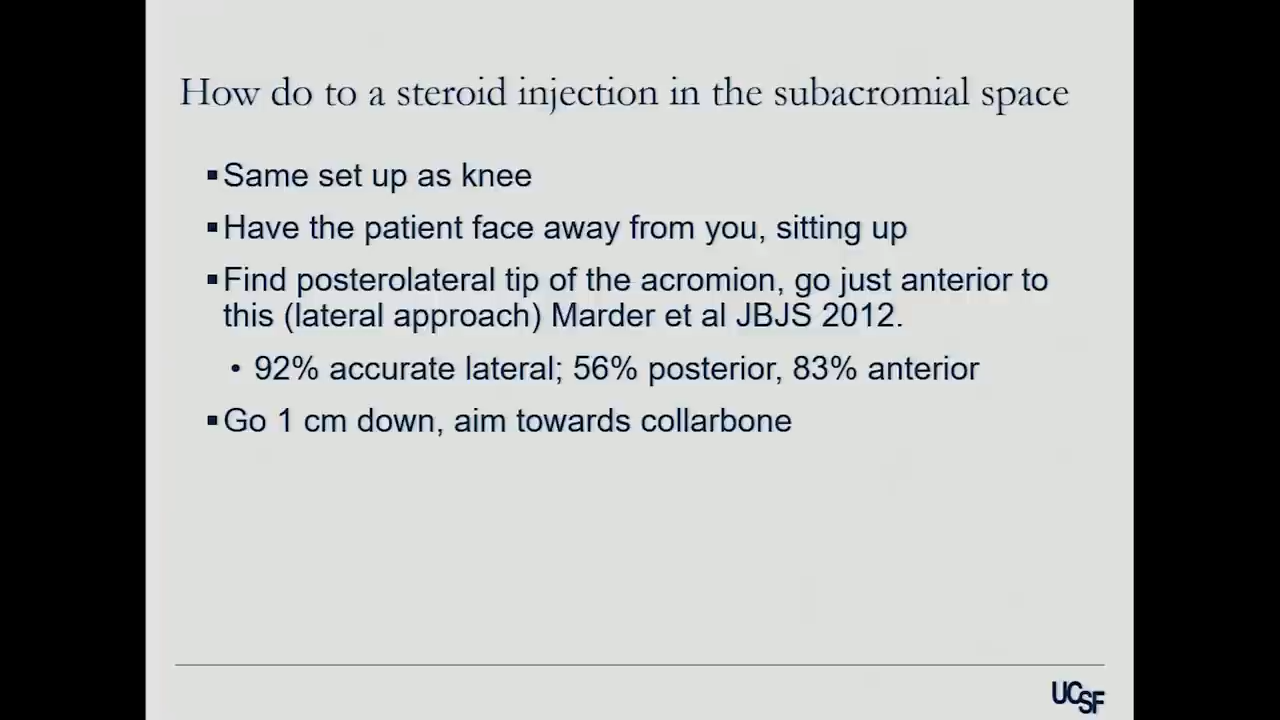 How do to a steroid injection in the subacromial space
▪Same set up as knee
▪Have the patient face away from you, sitting up
▪Find posterolateral tip of the acromion, go just anterior to
this (lateral approach) Marder et al JBJS 2012.
• 92% accurate lateral; 56% posterior, 83% anterior
▪Go 1 cm down, aim towards collarbone
UCSF